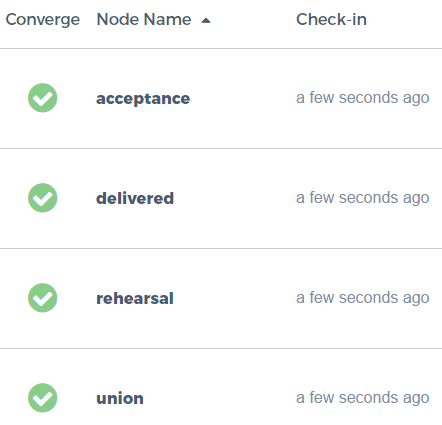 Converge Node Name Check-in
acceptance a few seconds ago
delivered a few seconds ago
rehearsal a few seconds ago
union a few seconds ago